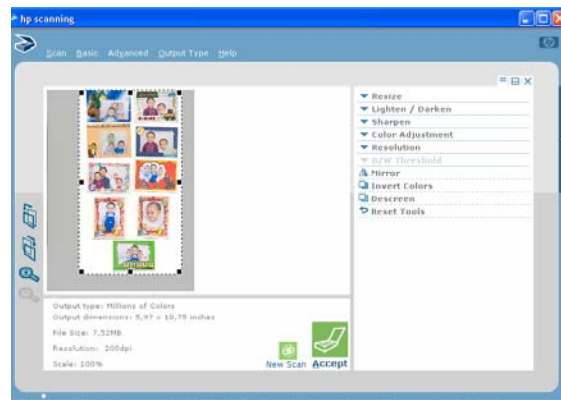 hp scanning
Scan Basic Advanced Output Type Help
Resize
Lighten / Darken
Sharpen
Color Adjustment
Resolution
B/W Threshold
Mirror
Invert Colors
Descreen
Reset Tools
Output type: Millions of Colors
Output dimensions: 5,97 x 10,75 inches
File Size: 7,52MB
Resolution: 200dpi
Scale: 100%
New Scan Accept